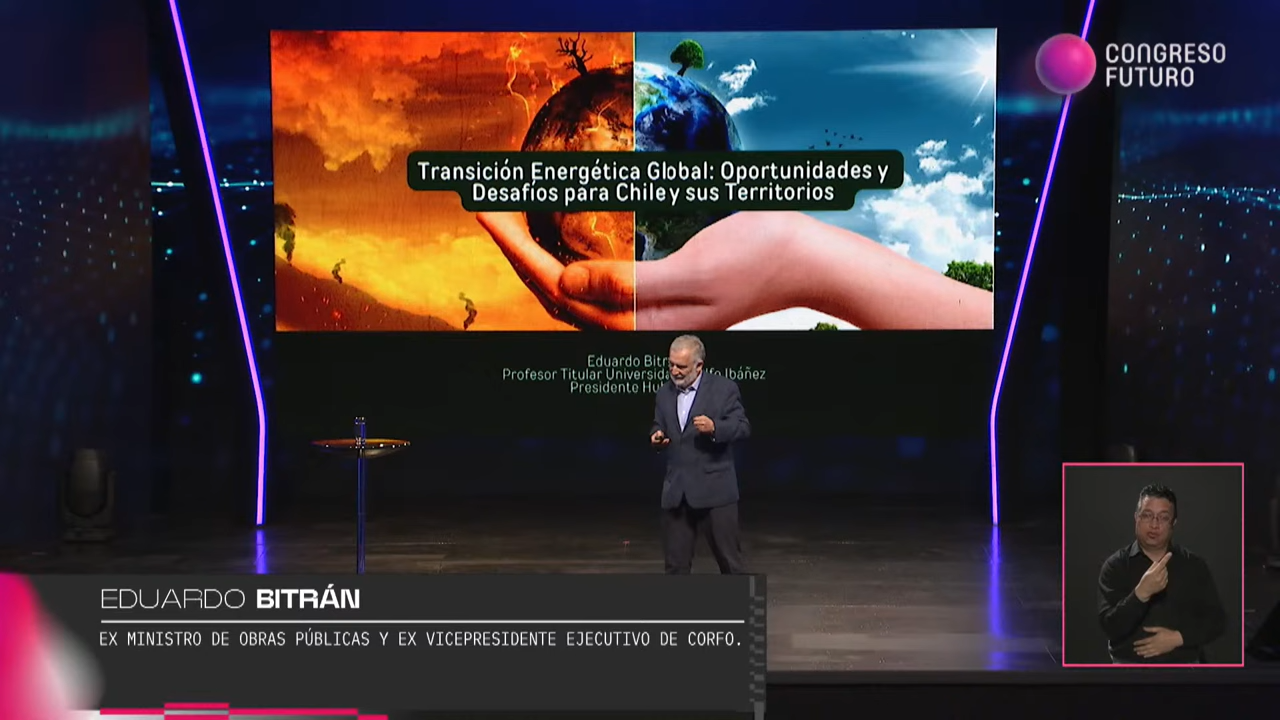 CONGRESO
FUTURO
Transición Energética Global: Oportunidades y
Desafíos para Chile y sus Territorios
Eduardo
Profesor Titular Ibáñez
Presidente
EDUARDO BITRÁN
EX MINISTRO DE OBRAS PÚBLICAS Y EX VICEPRESIDENTE EJECUTIVO DE CORFO.